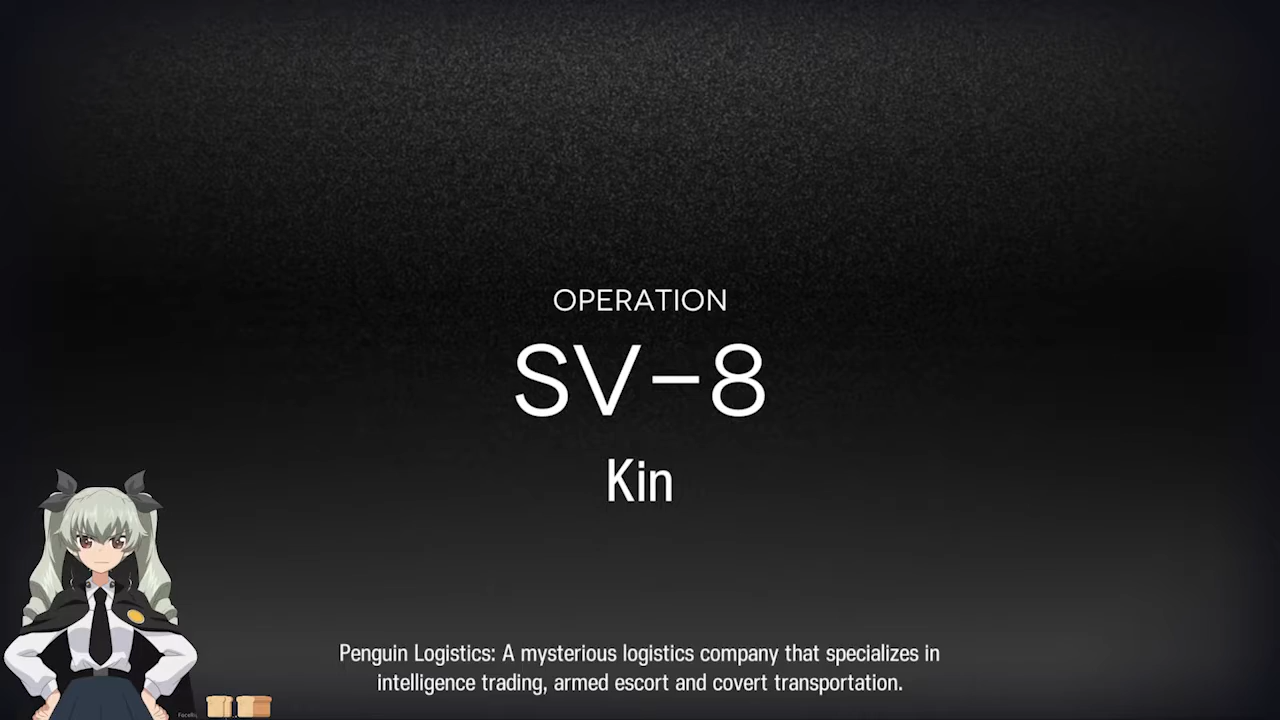 OPERATION
SV-8
Kin
Penguin Logistics: A mysterious logistics company that specializes in
intelligence trading, armed escort and covert transportation.